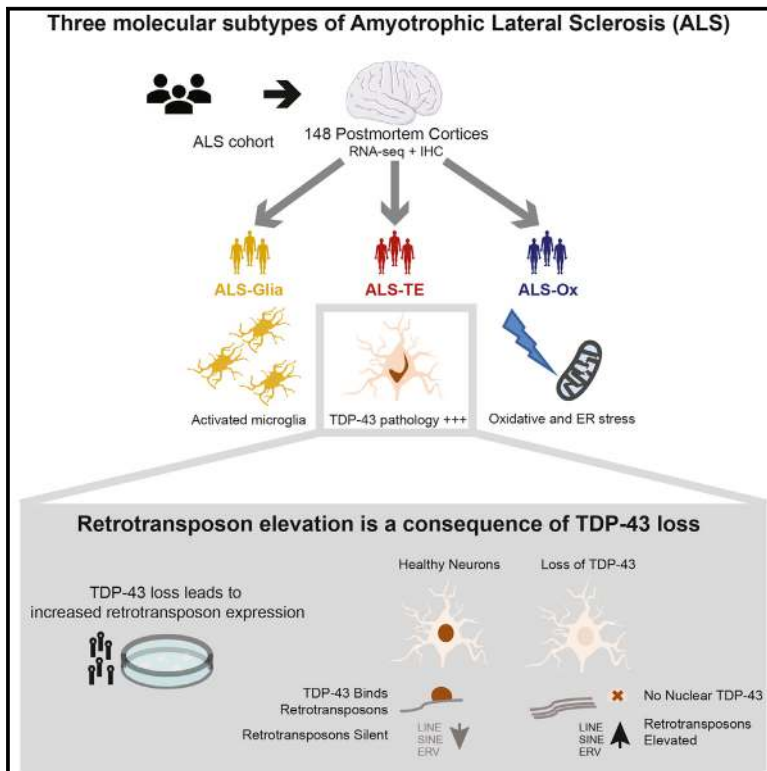 Three molecular subtypes of Amyotrophic Lateral Sclerosis (ALS)
ALS cohort
148 Postmortem Cortices
RNA-seq + IHC
ALS-Glia
ALS-TE
ALS-Ox
Activated microglia
TDP-43 pathology +++
Oxidative and ER stress
Retrotransposon elevation is a consequence of TDP-43 loss
TDP-43 loss leads to
increased retrotransposon expression
Healthy Neurons
Loss of TDP-43
TDP-43 Binds
Retrotransposons
No Nuclear TDP-43
Retrotransposons Silent
LINE
SINE
ERV
LINE
SINE
ERV
Retrotransposons
Elevated